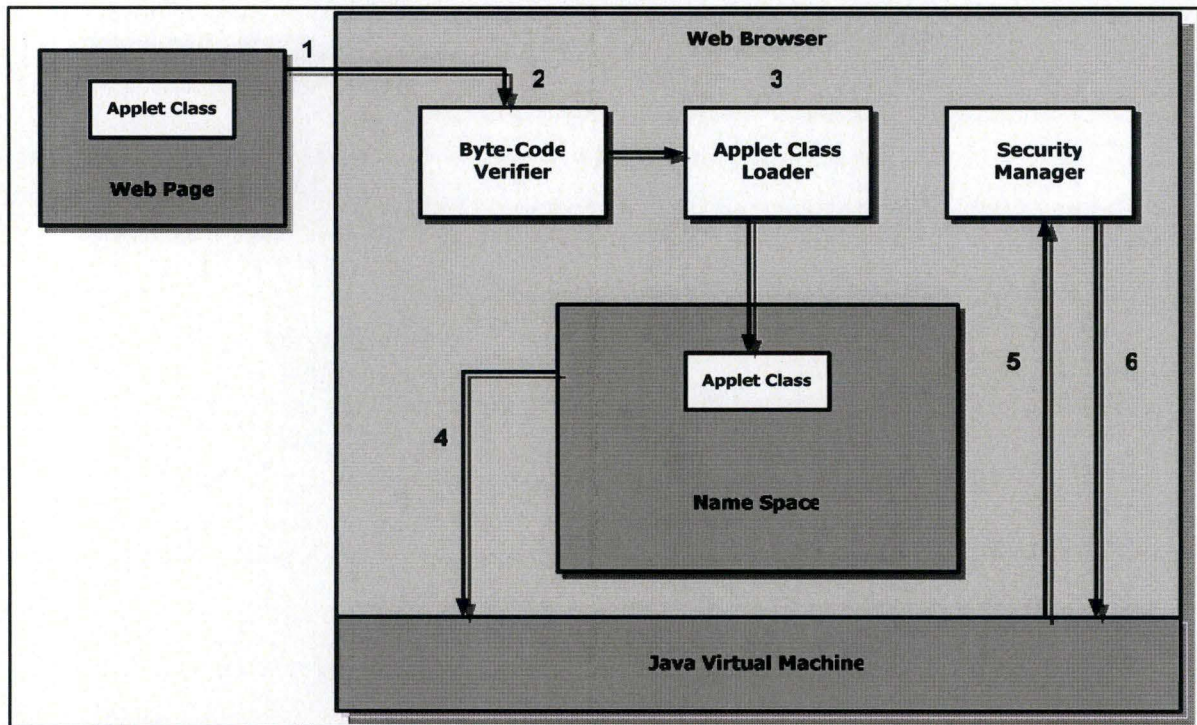 Web Browser
1
2
3
Applet Class
Web Page
Byte-Code
Verifier
Applet Class
Loader
Security
Manager
Applet Class
Name Space
4
5
6
Java Virtual Machine